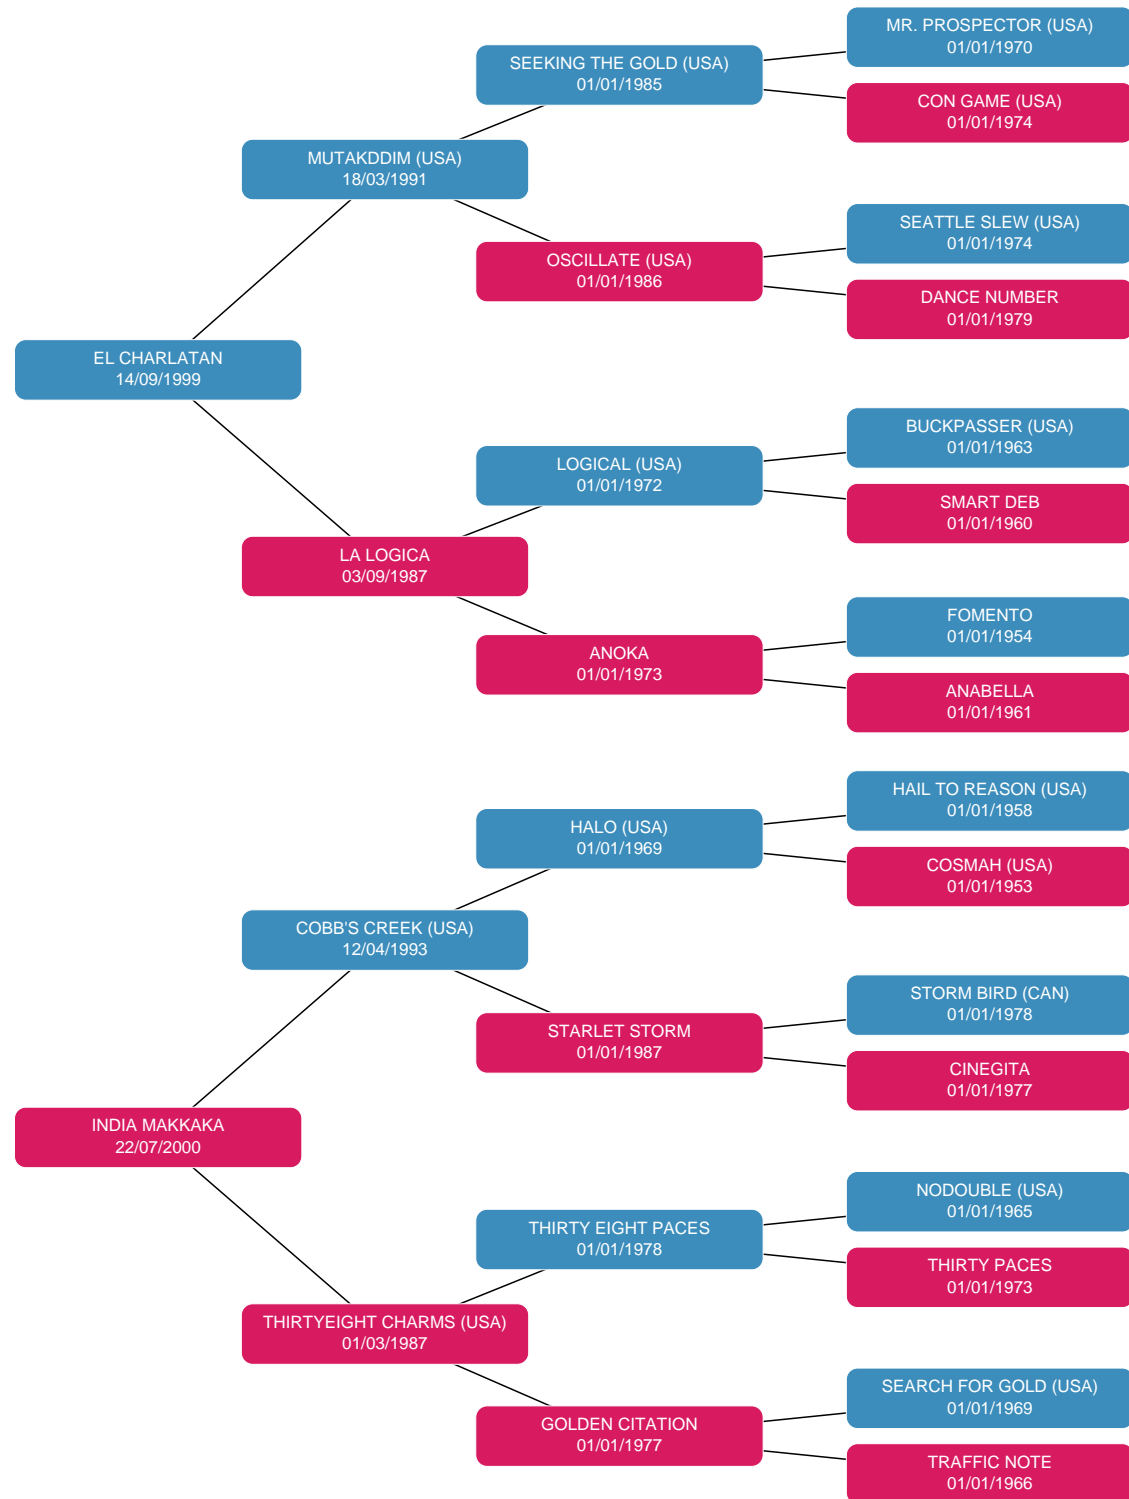 MR. PROSPECTOR (USA)
01/01/1970
SEEKING THE GOLD (USA)
01/01/1985
CON GAME (USA)
01/01/1974
MUTAKDDIM (USA)
18/03/1991
SEATTLE SLEW (USA)
01/01/1974
OSCILLATE (USA)
01/01/1986
DANCE NUMBER
01/01/1979
EL CHARLATAN
14/09/1999
BUCKPASSER (USA)
01/01/1963
LOGICAL (USA)
01/01/1972
SMART DEB
01/01/1960
LA LOGICA
03/09/1987
FOMENTO
01/01/1954
ANOKA
01/01/1973
ANABELLA
01/01/1961
HAIL TO REASON (USA)
01/01/1958
HALO (USA)
01/01/1969
COSMAH (USA)
01/01/1953
COBB'S CREEK (USA)
12/04/1993
STORM BIRD (CAN)
01/01/1978
STARLET STORM
01/01/1987
CINEGITA
01/01/1977
INDIA MAKKAKA
22/07/2000
NODOUBLE (USA)
01/01/1965
THIRTY EIGHT PACES
01/01/1978
THIRTY PACES
01/01/1973
THIRTYEIGHT CHARMS (USA)
01/03/1987
SEARCH FOR GOLD (USA)
01/01/1969
GOLDEN CITATION
01/01/1977
TRAFFIC NOTE
01/01/1966